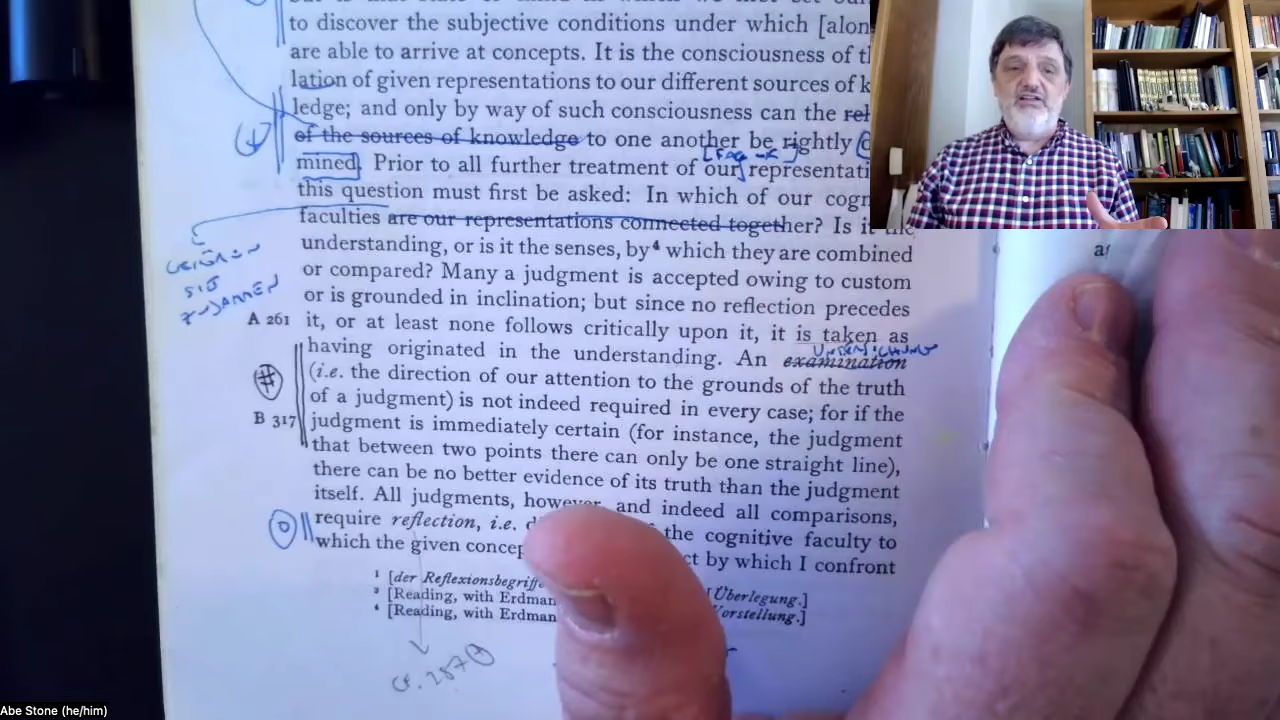 to discover the subjective conditions under which [alon
are able to arrive at concepts. It is the consciousness of t
lation of given representations to our different sources of k
ledge; and only by way of such consciousness can the rel
of the sources of knowledge to one another be rightly
mined. Prior to all further treatment of our representati
this question must first be asked: In which of our cogn
faculties are our representations connected together? Is it the
understanding, or is it the senses, by⁴ which they are combined
or compared? Many a judgment is accepted owing to custom
or is grounded in inclination; but since no reflection precedes
A 261 it, or at least none follows critically upon it, it is taken as
having originated in the understanding. An examination
(i.e. the direction of our attention to the grounds of the truth
of a judgment) is not indeed required in every case; for if the
B 317 judgment is immediately certain (for instance, the judgment
that between two points there can only be one straight line),
there can be no better evidence of its truth than the judgment
itself. All judgments, however, and indeed all comparisons,
require reflection, i.e. the cognitive faculty to
which the given concep ct by which I confront
¹ [der Reflexionsbegriffe
³ [Reading, with Erdman [Überlegung.]
⁴ [Reading, with Erdman Vorstellung.]
cf. 287
a
Abe Stone (he/him)